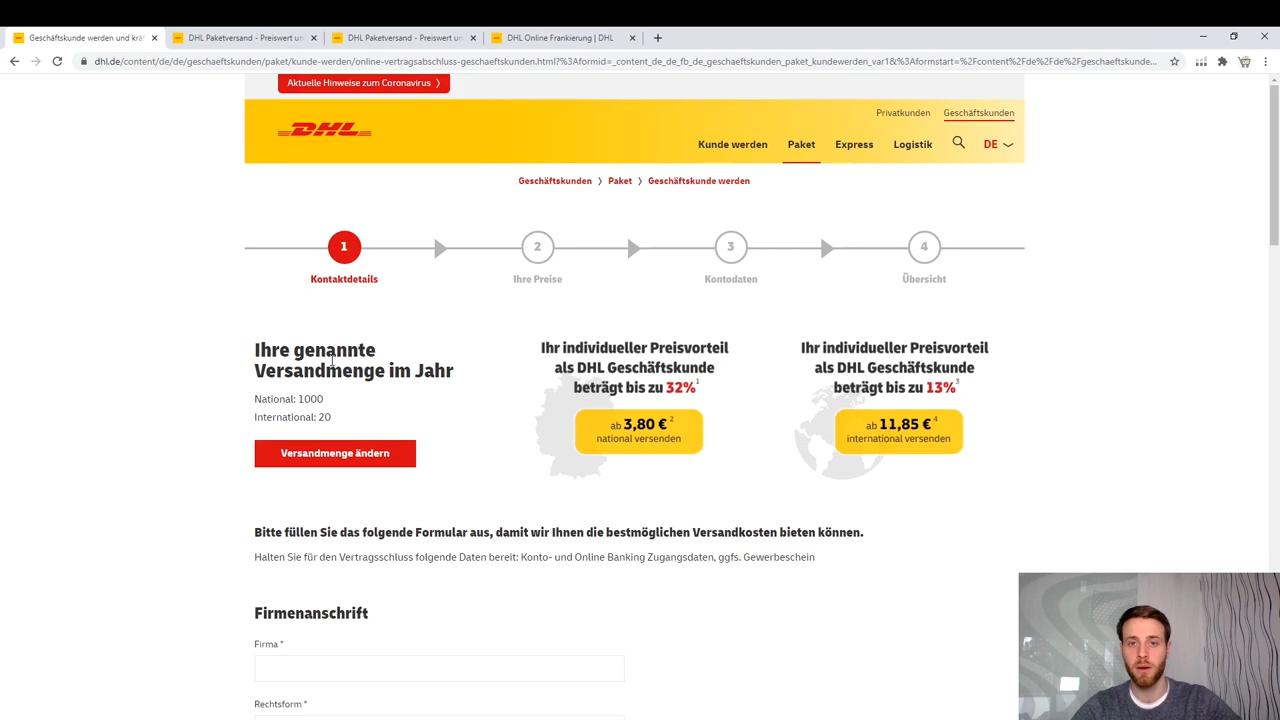 Geschäftskunde werden und krä
DHL Paketversand - Preiswert un
DHL Paketversand - Preiswert un
DHL Online Frankierung | DHL
dhl.de/content/de/de/geschaeftskunden/paket/kunde-werden/online-vertragsabschluss-geschaeftskunden.html?%3Aformid=_content_de_de_fb_de_geschaeftskunden_paket_kundewerden_var1&%3Aformstart=%2Fcontent%2Fde%2Fde%2Fgeschaeftskunde...
Aktuelle Hinweise zum Coronavirus
Privatkunden Geschäftskunden
DHL
Kunde werden Paket Express Logistik DE
Geschäftskunden Paket Geschäftskunde werden
1 2 3 4
Kontaktdetails Ihre Preise Kontodaten Übersicht
Ihre genannte
Versandmenge im Jahr
National: 1000
International: 20
Versandmenge ändern
Ihr individueller Preisvorteil
als DHL Geschäftskunde
beträgt bis zu 32% 1
ab 3,80 € 2
national versenden
Ihr individueller Preisvorteil
als DHL Geschäftskunde
beträgt bis zu 13% 3
ab 11,85 € 4
international versenden
Bitte füllen Sie das folgende Formular aus, damit wir Ihnen die bestmöglichen Versandkosten bieten können.
Halten Sie für den Vertragsschluss folgende Daten bereit: Konto- und Online Banking Zugangsdaten, ggfs. Gewerbeschein
Firmenanschrift
Firma *
Rechtsform *